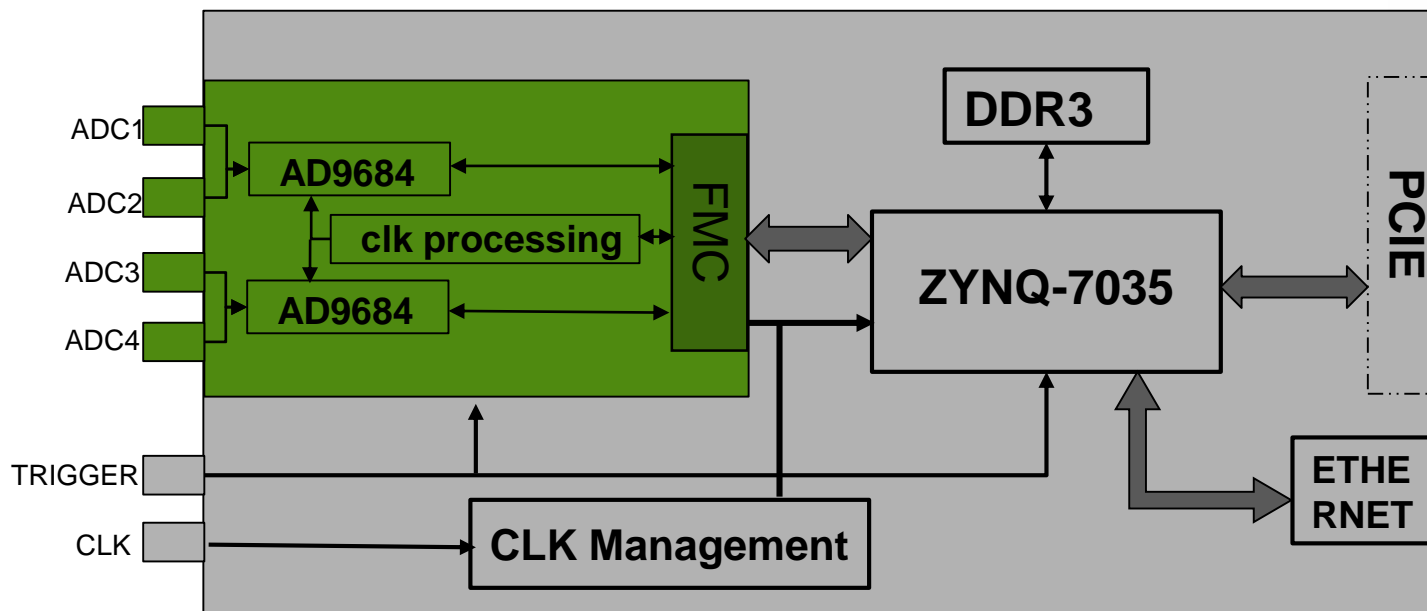 ADC1
ADC2
ADC3
ADC4
TRIGGER
CLK
AD9684
clk processing
AD9684
FMC
DDR3
ZYNQ-7035
PCIE
ETHE
RNET
CLK Management